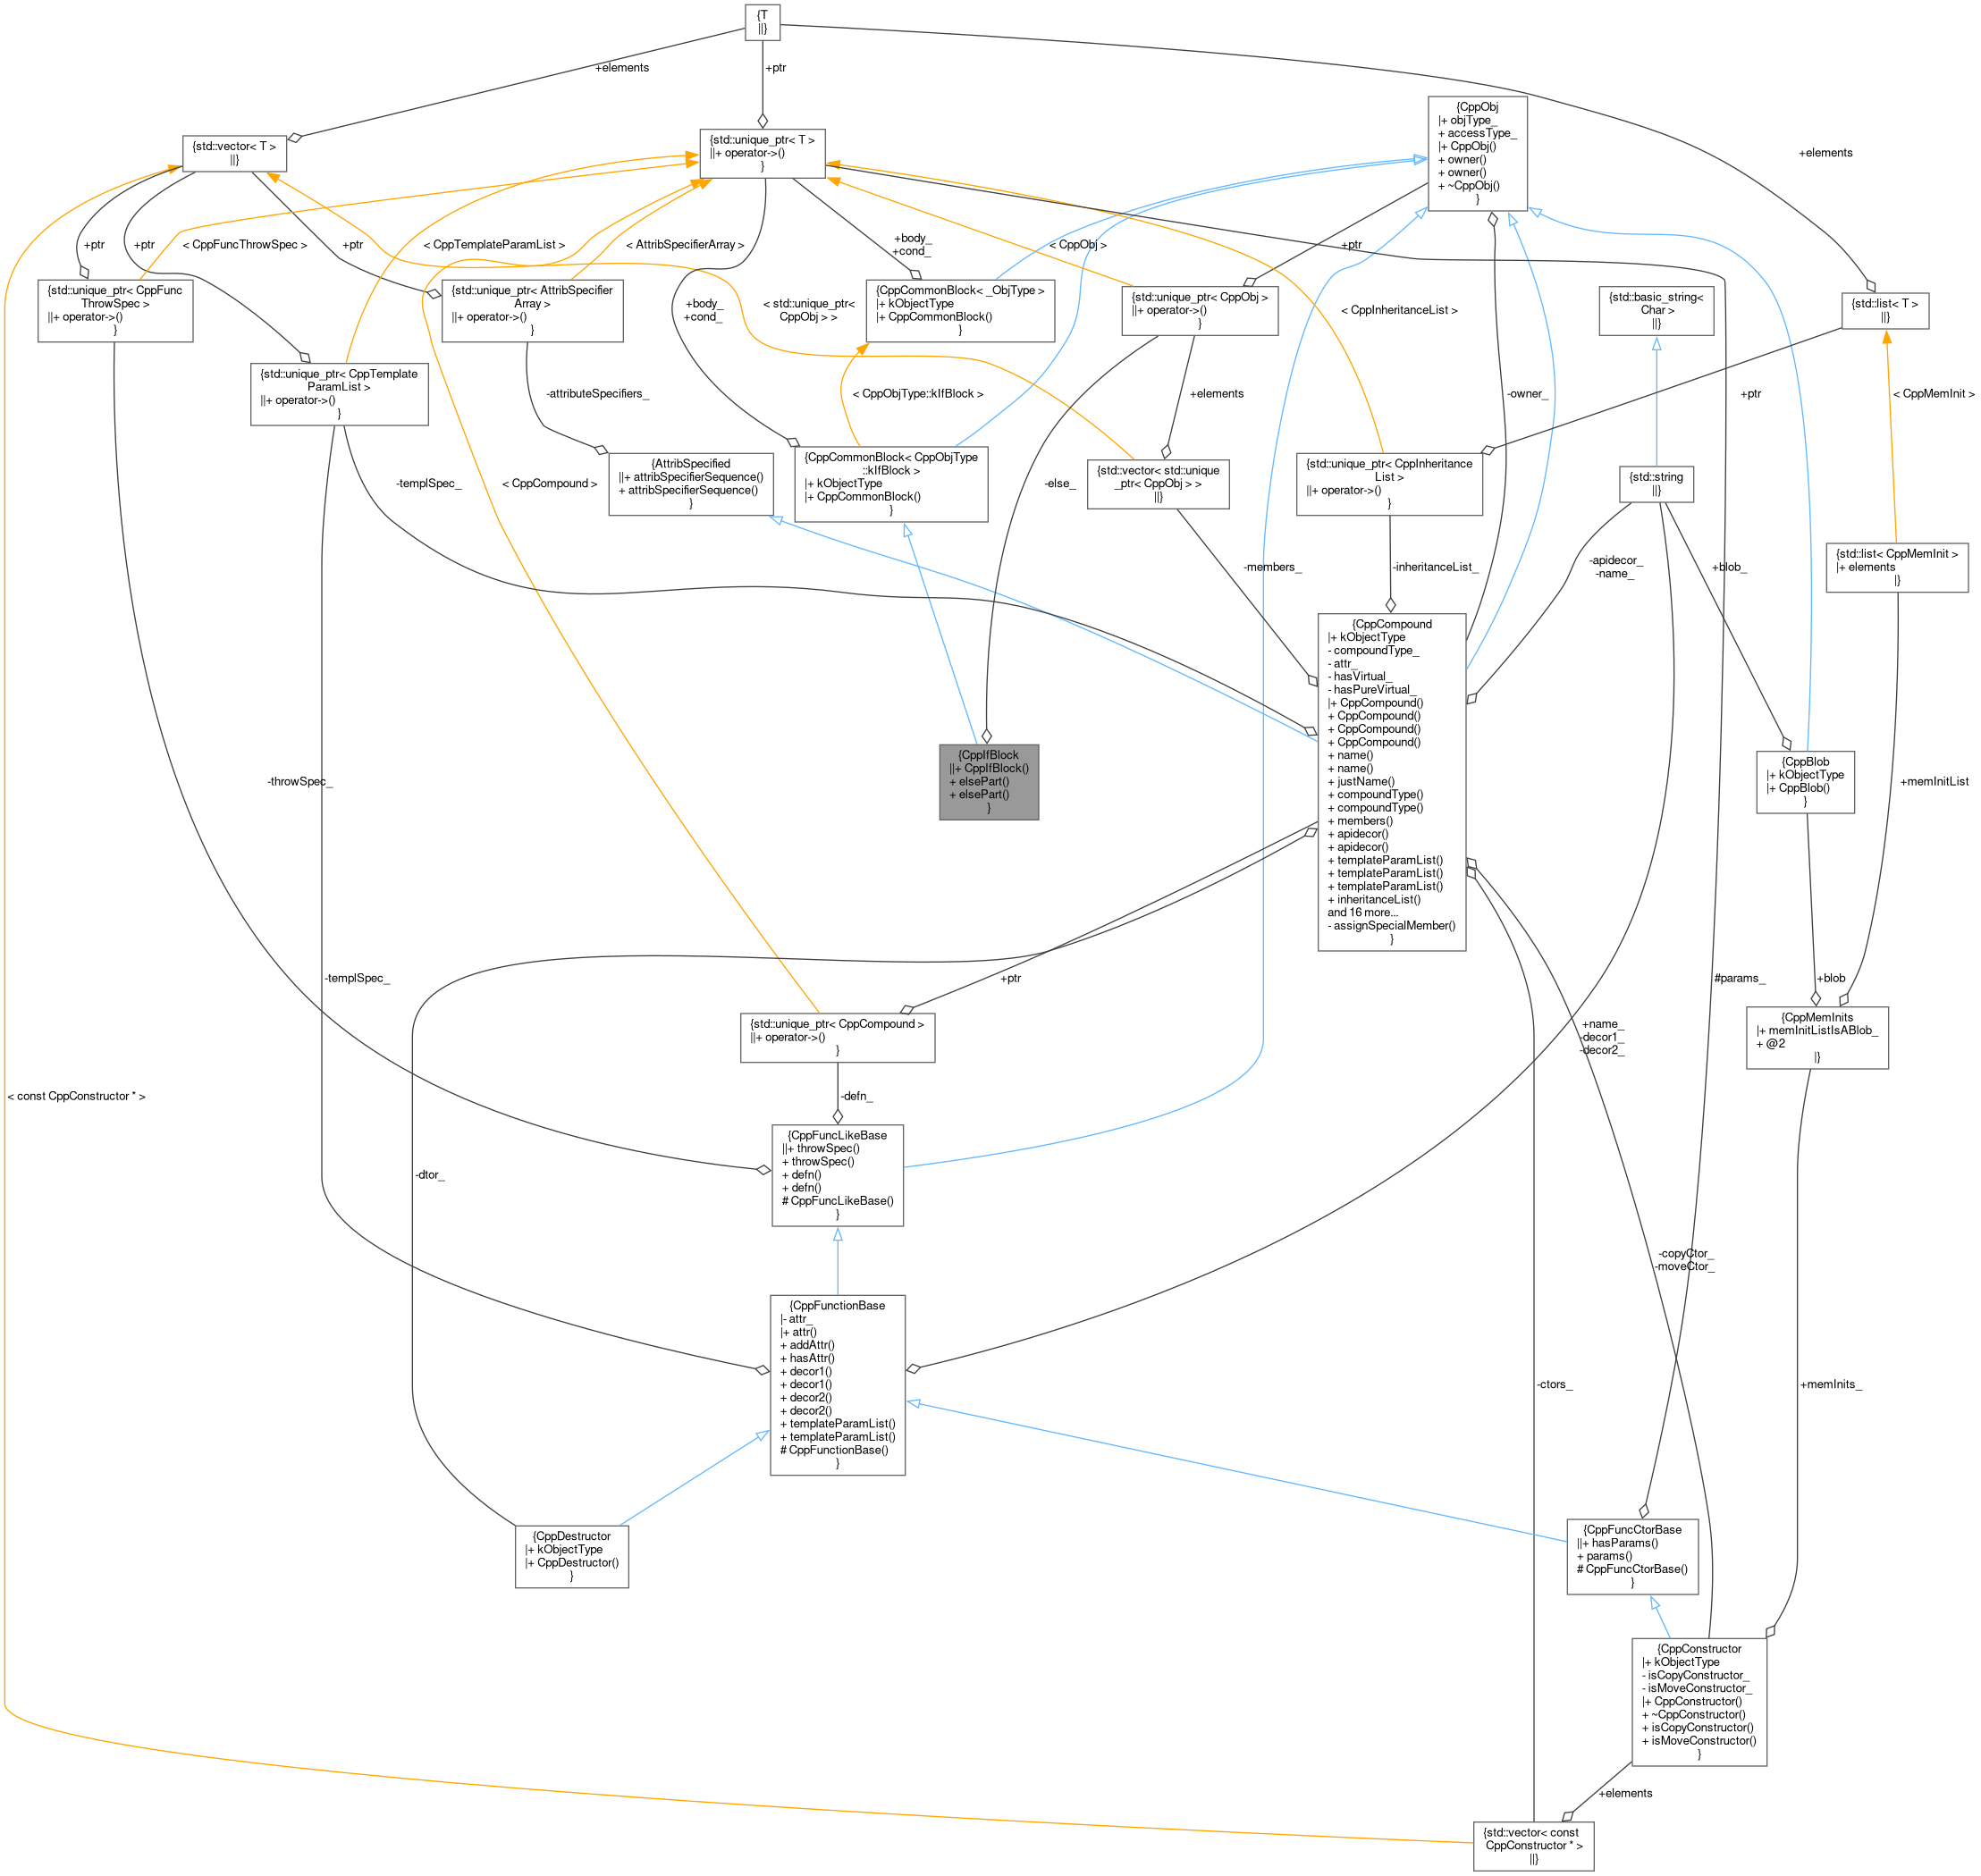 {T
||}
+elements
+ptr
{CppObj
|+ objType_
+ accessType_
|+ CppObj()
+ owner()
+ owner()
+ ~CppObj()
}
{std::vector< T >
||}
{std::unique_ptr< T >
||+ operator->()
}
+elements
+ptr
< CppFuncThrowSpec >
+ptr
+ptr
< CppTemplateParamList >
< AttribSpecifierArray >
+body_
+cond_
< CppObj >
+ptr
{std::unique_ptr< CppFunc
ThrowSpec >
||+ operator->()
}
{std::unique_ptr< AttribSpecifier
Array >
||+ operator->()
}
+body_
+cond_
< std::unique_ptr<
CppObj > >
{CppCommonBlock< _ObjType >
|+ kObjectType
|+ CppCommonBlock()
}
{std::unique_ptr< CppObj >
||+ operator->()
}
< CppInheritanceList >
{std::basic_string<
Char >
||}
{std::list< T >
||}
{std::unique_ptr< CppTemplate
ParamList >
||+ operator->()
}
-attributeSpecifiers_
< CppObjType::kIfBlock >
+elements
-owner_
+ptr
< CppMemInit >
-templSpec_
< CppCompound >
{AttribSpecified
||+ attribSpecifierSequence()
+ attribSpecifierSequence()
}
{CppCommonBlock< CppObjType
::kIfBlock >
|+ kObjectType
|+ CppCommonBlock()
}
-else_
{std::vector< std::unique
_ptr< CppObj > >
||}
{std::unique_ptr< CppInheritance
List >
||+ operator->()
}
{std::string
||}
-members_
-inheritanceList_
-apidecor_
-name_
+blob_
{std::list< CppMemInit >
|+ elements
|}
{CppCompound
|+ kObjectType
- compoundType_
- attr_
- hasVirtual_
- hasPureVirtual_
|+ CppCompound()
+ CppCompound()
+ CppCompound()
+ CppCompound()
+ name()
+ name()
+ justName()
+ compoundType()
+ compoundType()
+ members()
+ apidecor()
+ apidecor()
+ templateParamList()
+ templateParamList()
+ templateParamList()
+ inheritanceList()
and 16 more...
- assignSpecialMember()
}
-throwSpec_
{CppIfBlock
||+ CppIfBlock()
+ elsePart()
+ elsePart()
}
{CppBlob
|+ kObjectType
|+ CppBlob()
}
+memInitList
-templSpec_
+ptr
#params_
+blob
{std::unique_ptr< CppCompound >
||+ operator->()
}
+name_
-decor1_
-decor2_
{CppMemInits
|+ memInitListIsABlob_
+ @2
|}
< const CppConstructor * >
-defn_
-dtor_
{CppFuncLikeBase
||+ throwSpec()
+ throwSpec()
+ defn()
+ defn()
# CppFuncLikeBase()
}
-copyCtor_
-moveCtor_
{CppFunctionBase
|- attr_
|+ attr()
+ addAttr()
+ hasAttr()
+ decor1()
+ decor1()
+ decor2()
+ decor2()
+ templateParamList()
+ templateParamList()
# CppFunctionBase()
}
-ctors_
+memInits_
{CppDestructor
|+ kObjectType
|+ CppDestructor()
}
{CppFuncCtorBase
||+ hasParams()
+ params()
# CppFuncCtorBase()
}
{CppConstructor
|+ kObjectType
- isCopyConstructor_
- isMoveConstructor_
|+ CppConstructor()
+ ~CppConstructor()
+ isCopyConstructor()
+ isMoveConstructor()
}
+elements
{std::vector< const
CppConstructor * >
||}